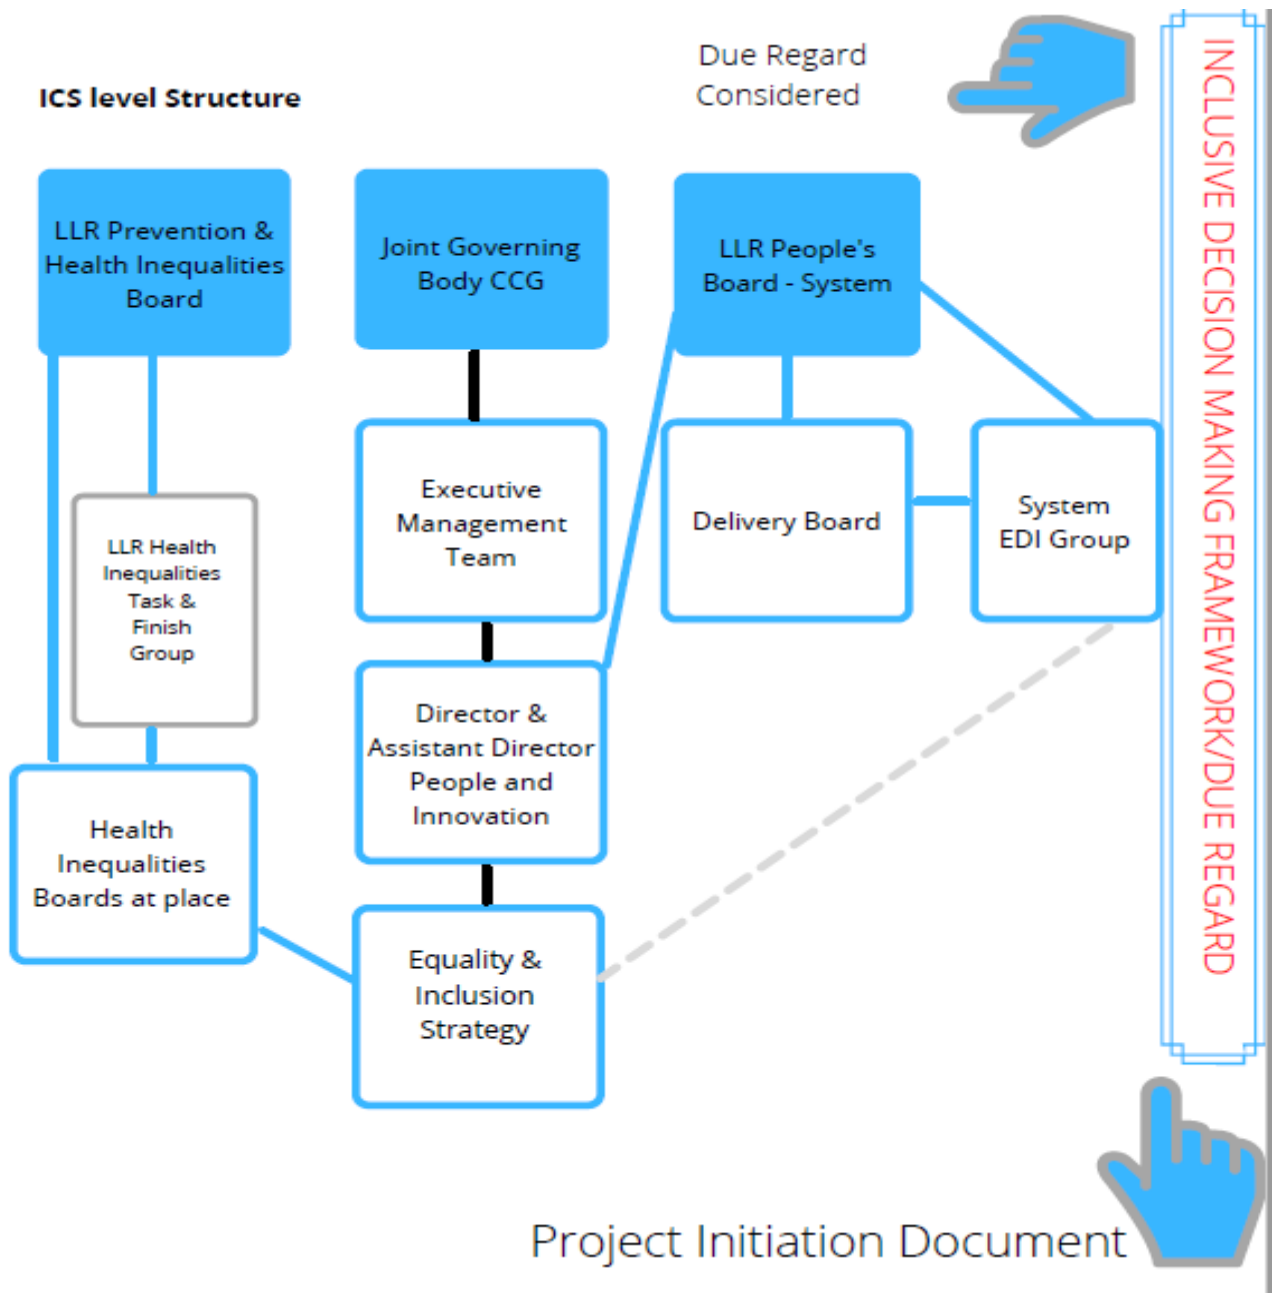 Due Regard
Considered
ICS level Structure
LLR Prevention &
Health Inequalities
Board
Joint Governing
Body CCG
LLR People's
Board - System
Executive
Management
Team
Delivery Board
System
EDI Group
LLR Health
Inequalities
Task &
Finish
Group
Director &
Assistant Director
People and
Innovation
Health
Inequalities
Boards at place
Equality &
Inclusion
Strategy
INCLUSIVE DECISION MAKING FRAMEWORK/DUE REGARD
Project Initiation Document